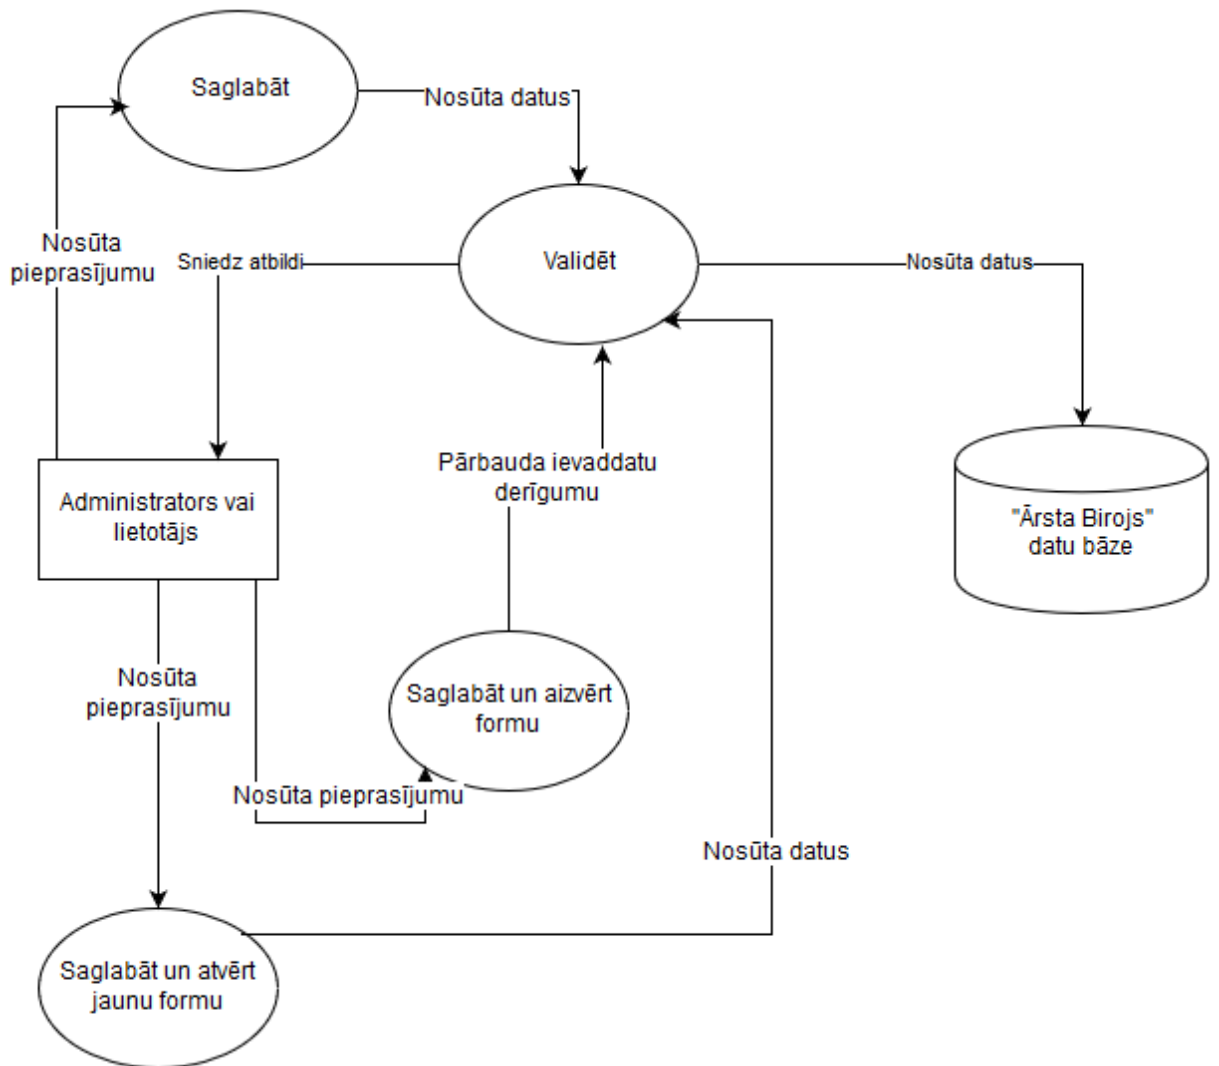 Saglabāt
Nosūta datus
Nosūta
pieprasījumu
Sniedz atbildi
Validēt
Nosūta datus
Pārbauda ievaddatu
derīgumu
Administrators vai
lietotājs
"Ārsta Birojs"
datu bāze
Nosūta
pieprasījumu
Saglabāt un aizvērt
formu
Nosūta pieprasījumu
Nosūta datus
Saglabāt un atvērt
jaunu formu